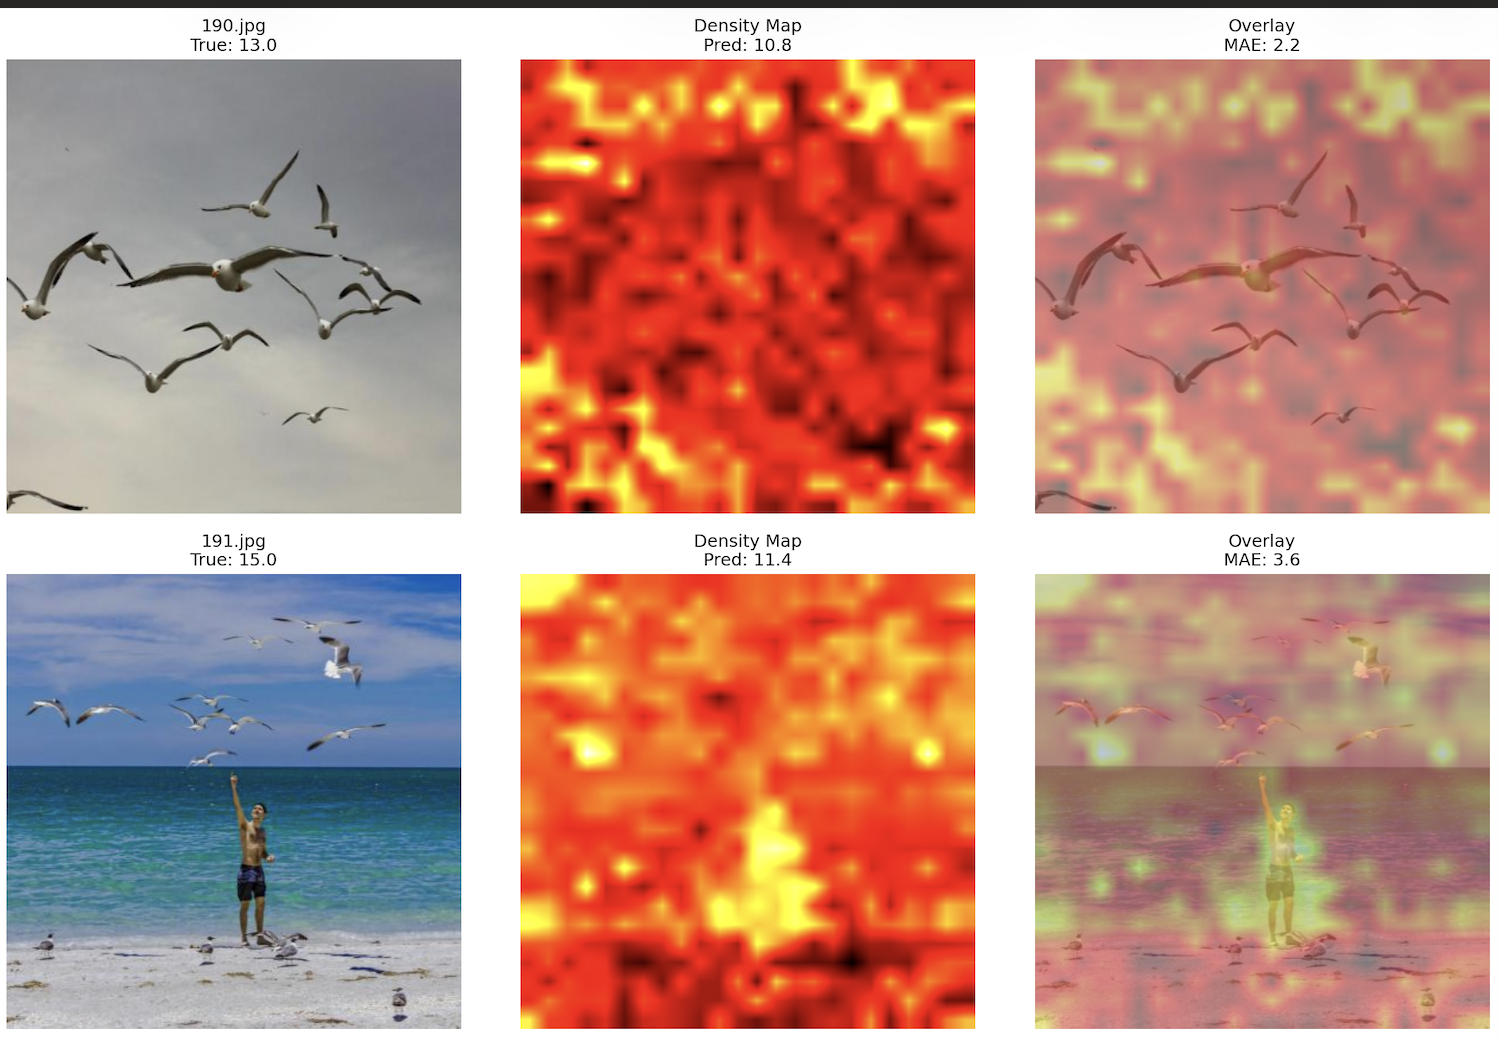 190.jpg
True: 13.0
Density Map
Pred: 10.8
Overlay
MAE: 2.2
191.jpg
True: 15.0
Density Map
Pred: 11.4
Overlay
MAE: 3.6